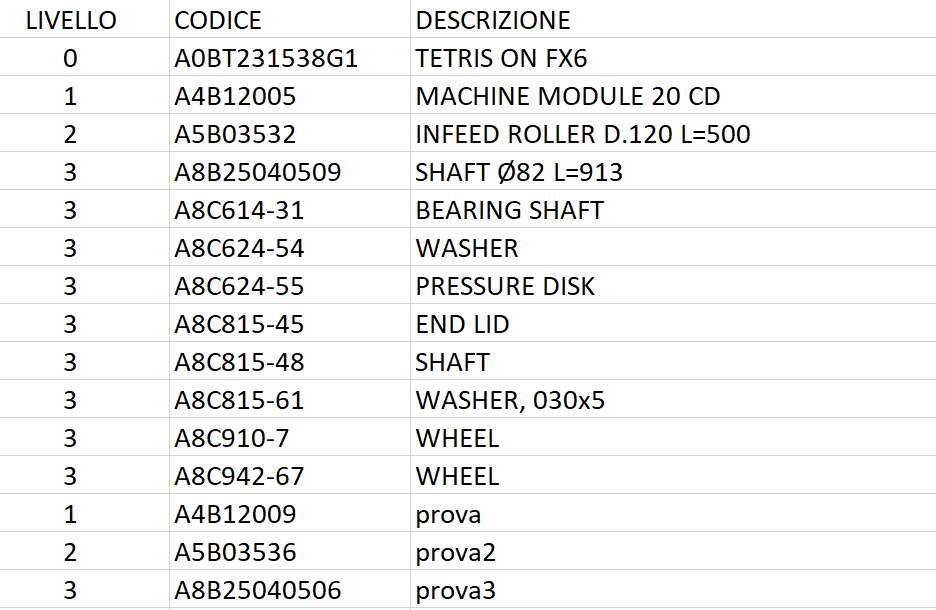 LIVELLO CODICE DESCRIZIONE
0 A0BT231538G1 TETRIS ON FX6
1 A4B12005 MACHINE MODULE 20 CD
2 A5B03532 INFEED ROLLER D.120 L=500
3 A8B25040509 SHAFT Ø82 L=913
3 A8C614-31 BEARING SHAFT
3 A8C624-54 WASHER
3 A8C624-55 PRESSURE DISK
3 A8C815-45 END LID
3 A8C815-48 SHAFT
3 A8C815-61 WASHER, 030x5
3 A8C910-7 WHEEL
3 A8C942-67 WHEEL
1 A4B12009 prova
2 A5B03536 prova2
3 A8B25040506 prova3